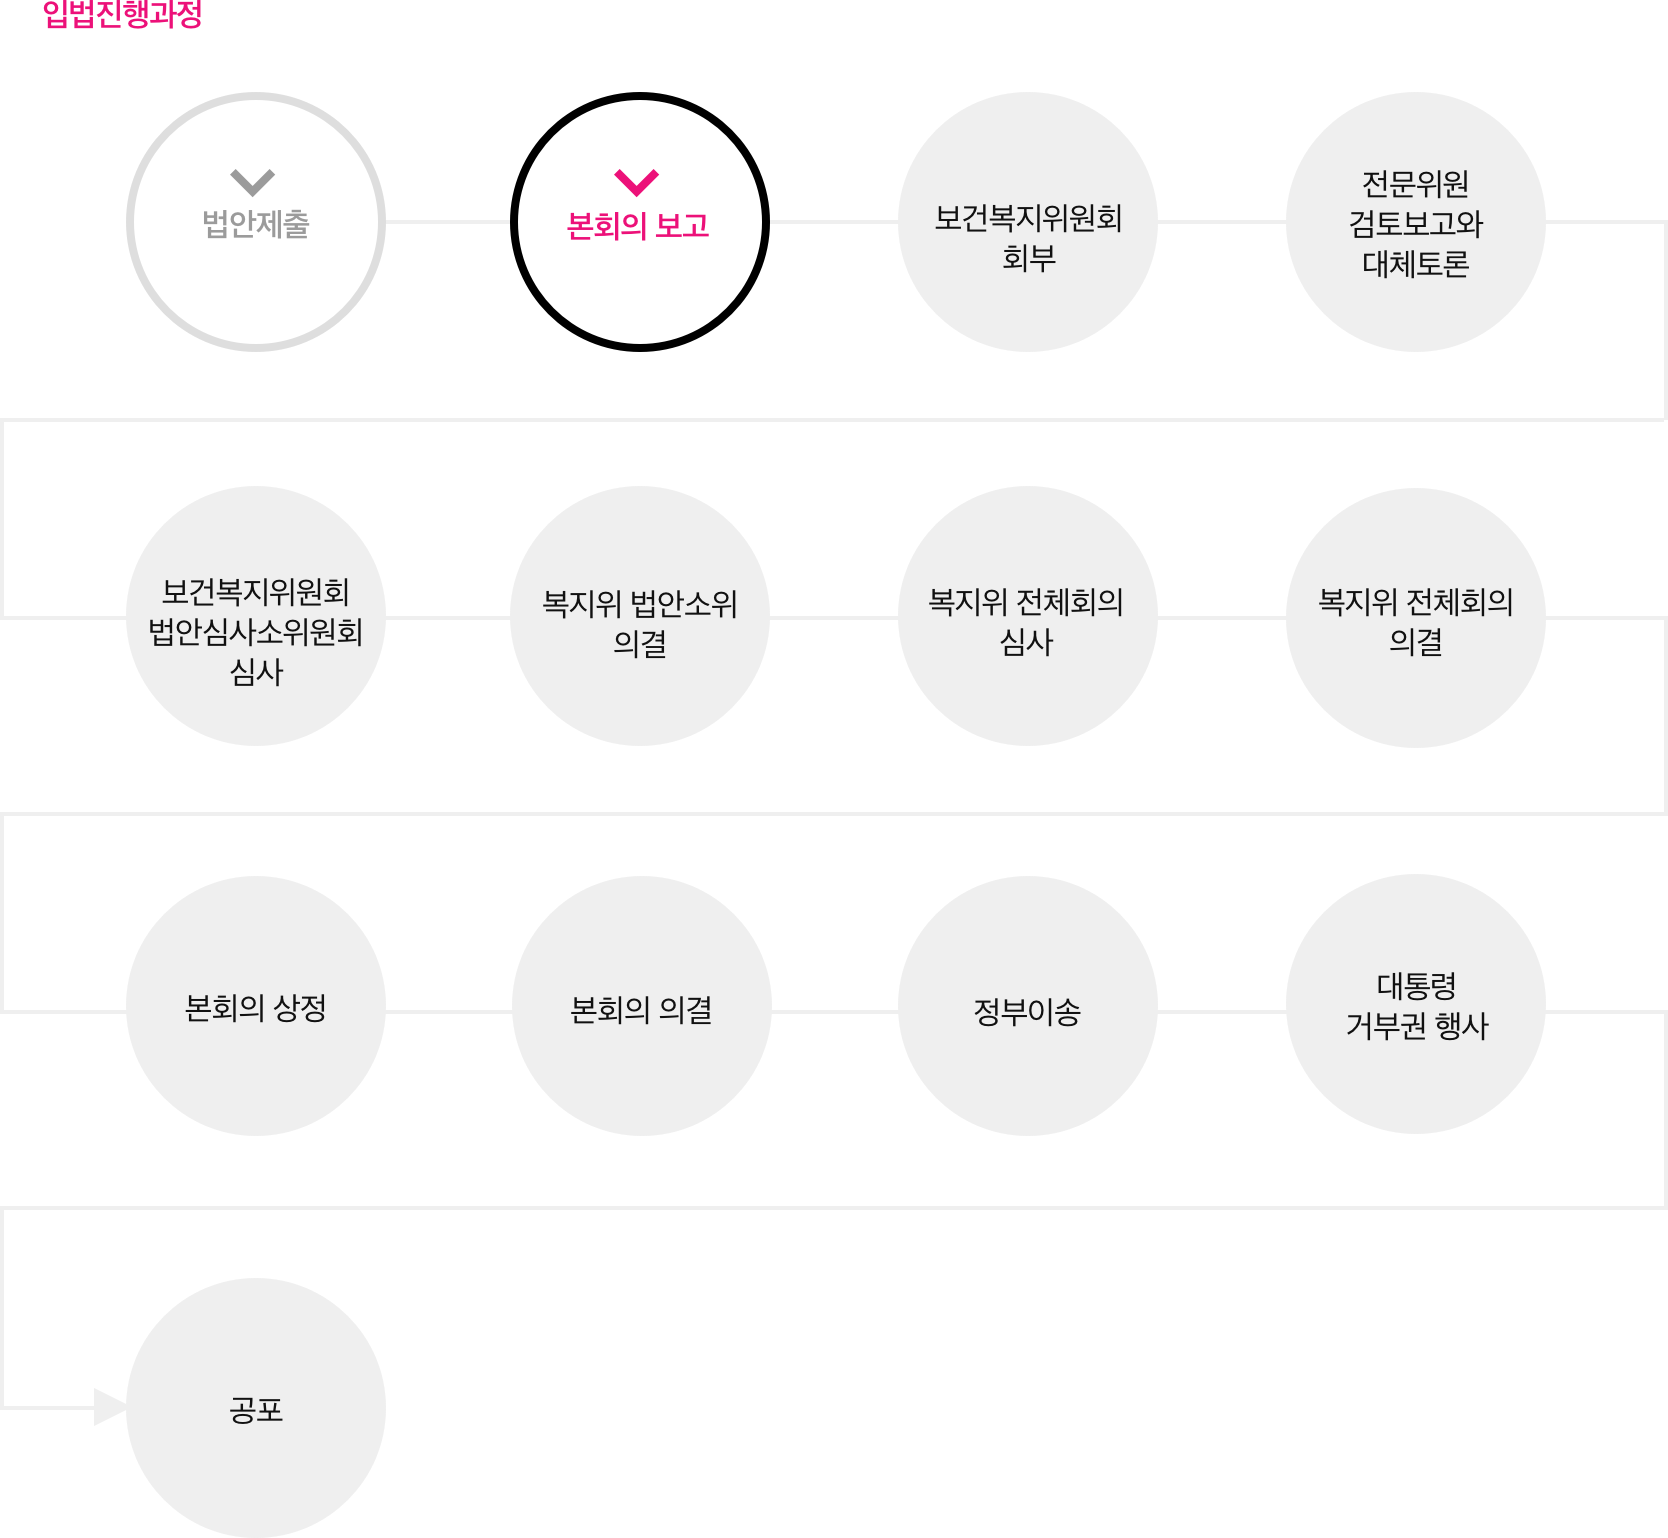 입법진행과정
법안제출
본회의 보고
보건복지위원회
회부
전문위원
검토보고와
대체토론
보건복지위원회
법안심사소위원회
심사
복지위 법안소위
의결
복지위 전체회의
심사
복지위 전체회의
의결
본회의 상정
본회의 의결
정부이송
대통령
거부권 행사
공포